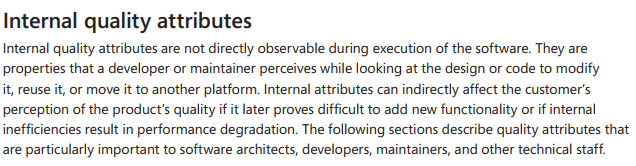 Internal quality attributes
Internal quality attributes are not directly observable during execution of the software. They are
properties that a developer or maintainer perceives while looking at the design or code to modify
it, reuse it, or move it to another platform. Internal attributes can indirectly affect the customer’s
perception of the product’s quality if it later proves difficult to add new functionality or if internal
inefficiencies result in performance degradation. The following sections describe quality attributes that
are particularly important to software architects, developers, maintainers, and other technical staff.